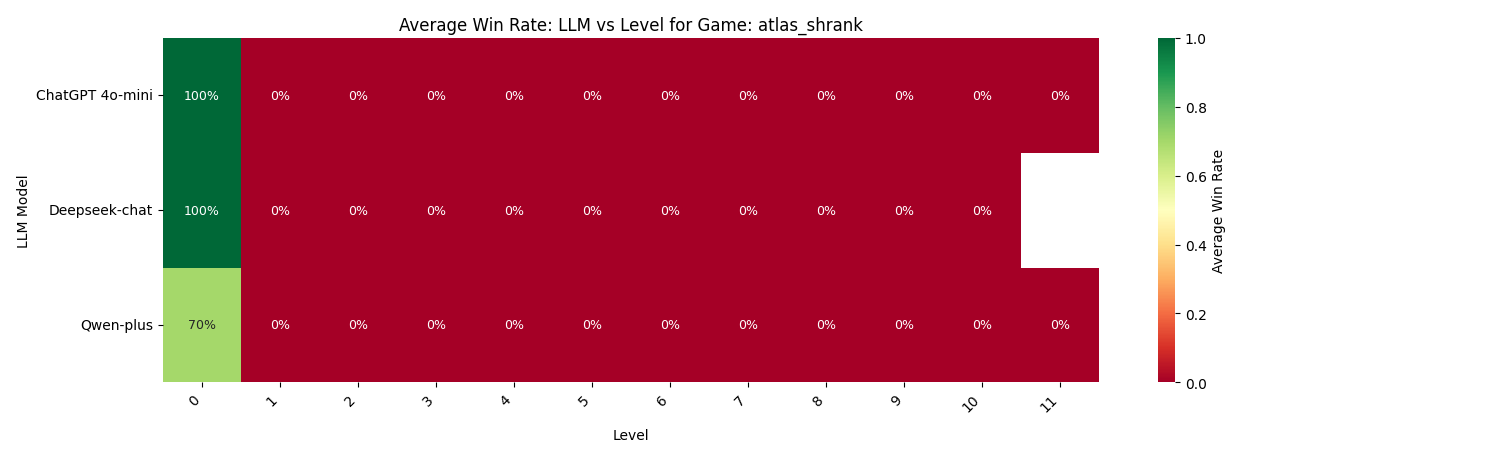 Average Win Rate: LLM vs Level for Game: atlas_shrank
LLM Model
ChatGPT 4o-mini 100% 0% 0% 0% 0% 0% 0% 0% 0% 0% 0% 0%
Deepseek-chat 100% 0% 0% 0% 0% 0% 0% 0% 0% 0% 0%
Qwen-plus 70% 0% 0% 0% 0% 0% 0% 0% 0% 0% 0% 0%
0 1 2 3 4 5 6 7 8 9 10 11
Level
1.0
0.8
0.6
0.4
0.2
0.0
Average Win Rate